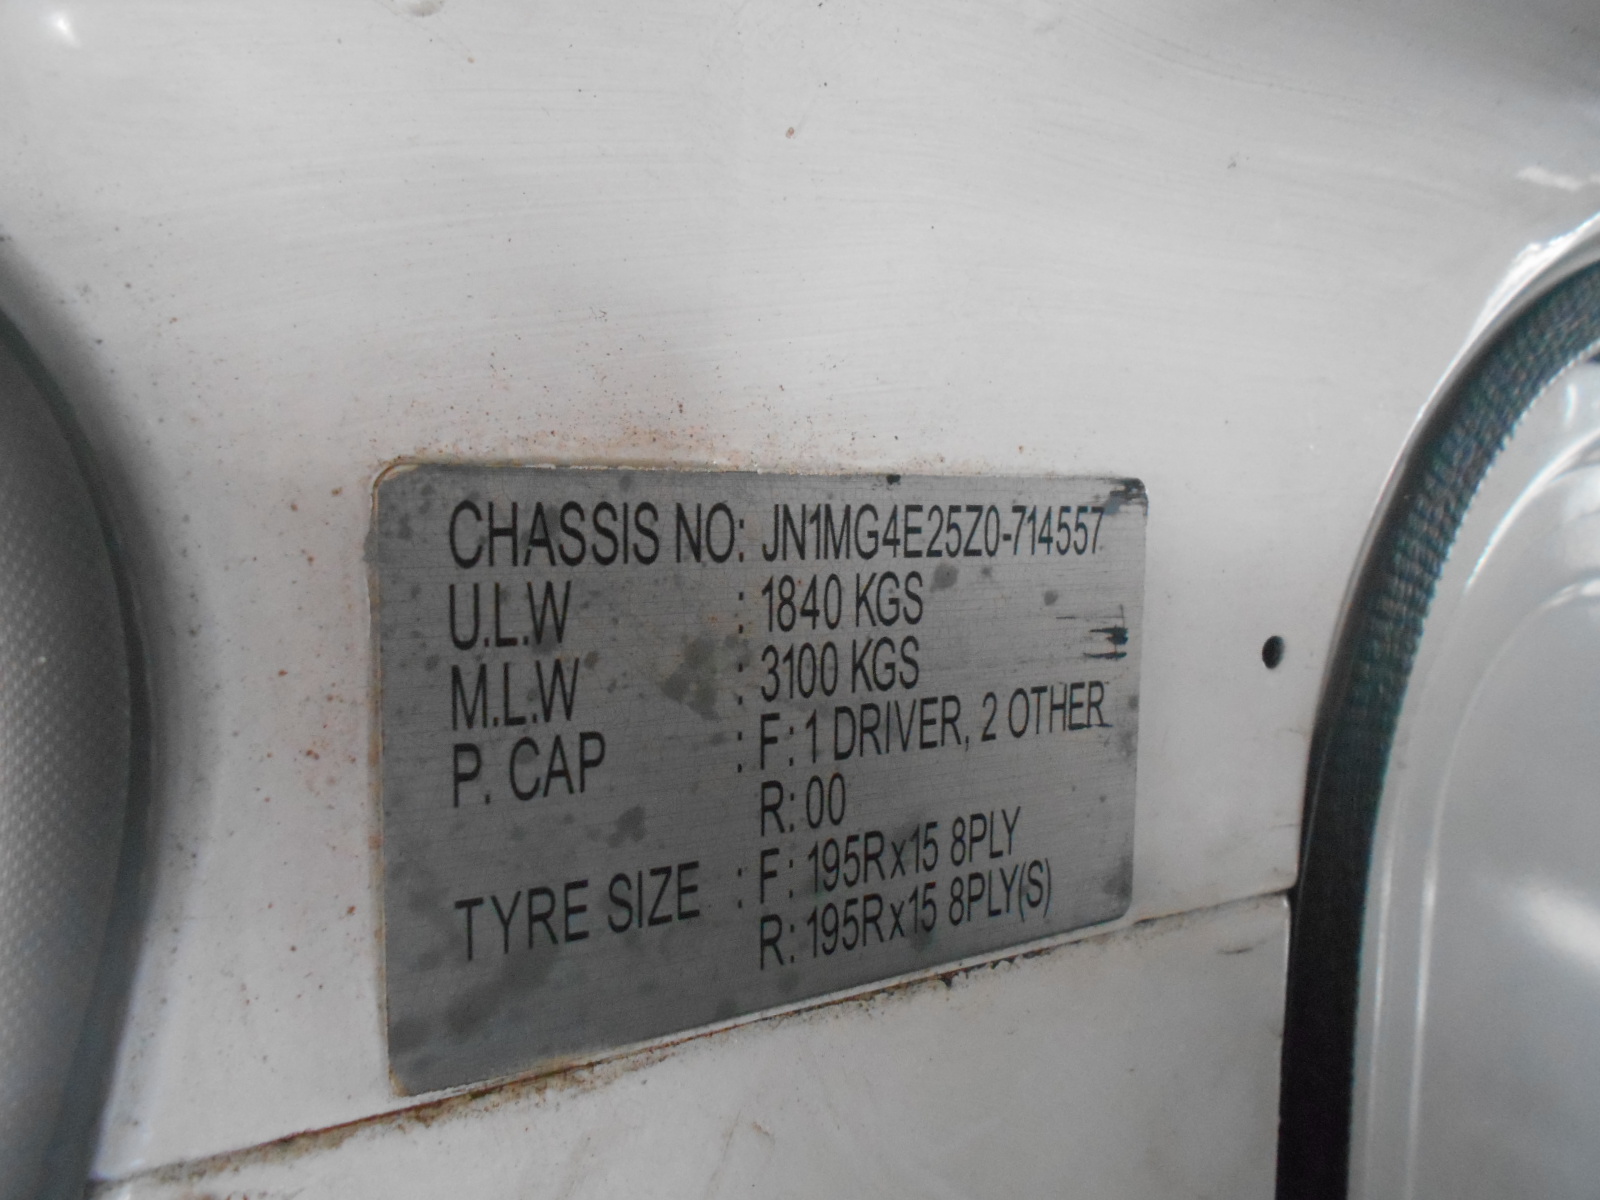 CHASSIS NO: JN1MG4E25Z0-714557
U.L.W : 1840 KGS
M.L.W : 3100 KGS
P. CAP : F: 1 DRIVER, 2 OTHER
R: 00
TYRE SIZE : F: 195Rx15 8PLY
R: 195Rx15 8PLY(S)